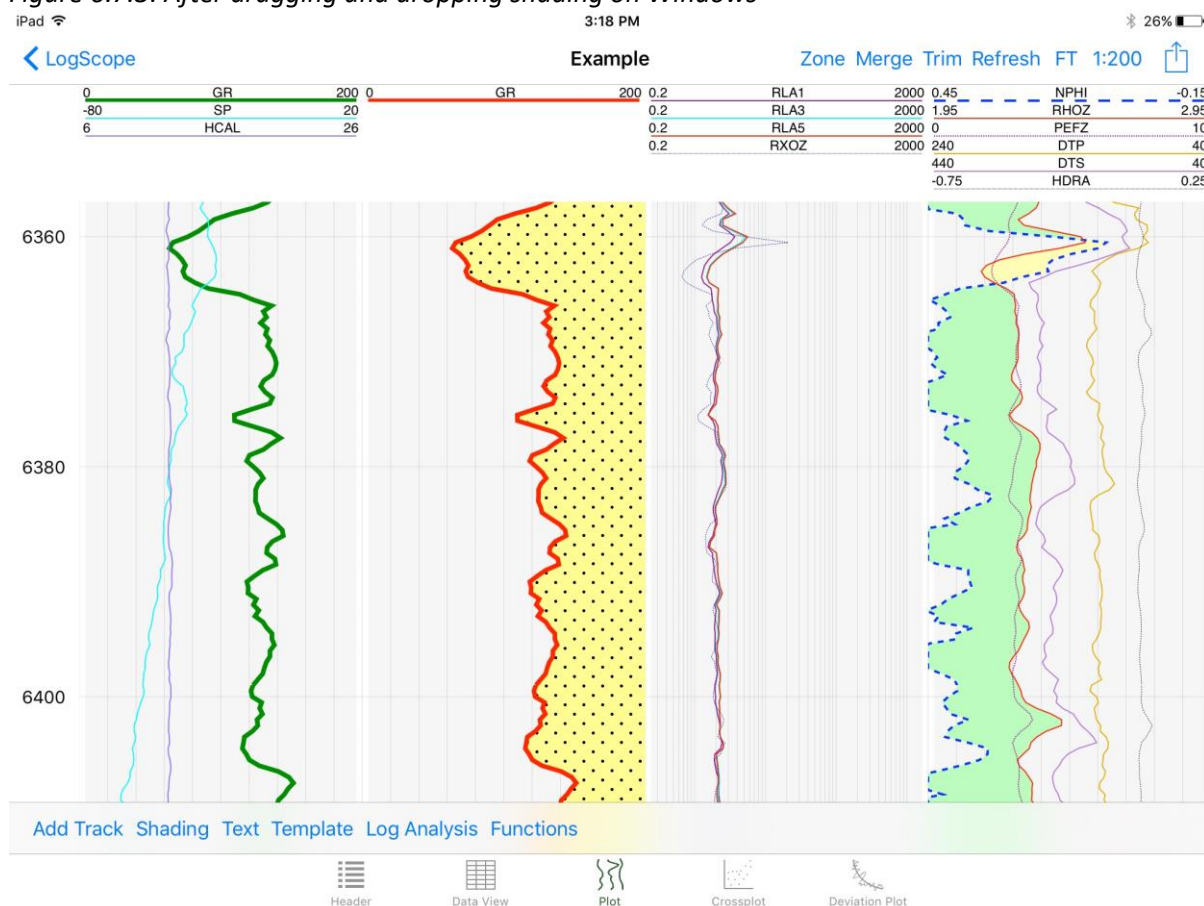 Figure 6.7.3: After dragging and dropping shading on Windows
iPad 3:18 PM 26%
LogScope Example Zone Merge Trim Refresh FT 1:200
0 GR 200 0 GR 200 0.2 RLA1 2000 0.45 NPHI -0.15
-80 SP 20 0.2 RLA3 2000 1.95 RHOZ 2.95
6 HCAL 26 0.2 RLA5 2000 0 PEFZ 10
0.2 RXOZ 2000 240 DTP 40
440 DTS 40
-0.75 HDRA 0.25
6360
6380
6400
Add Track Shading Text Template Log Analysis Functions
Header Data View Plot Crossplot Deviation Plot